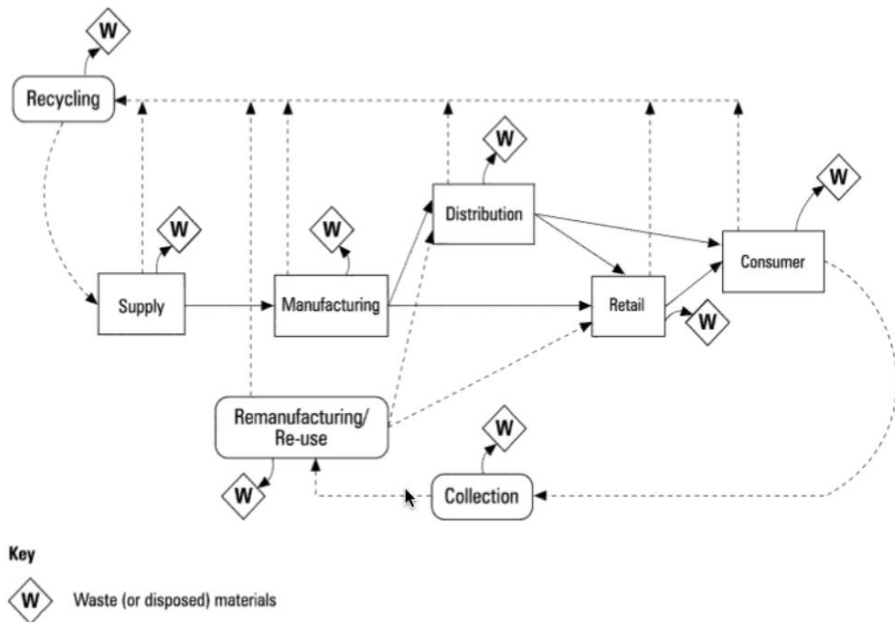 W
Recycling
W
Distribution
W
W
W
Consumer
Supply
Manufacturing
Retail
W
Remanufacturing/
Re-use
W
W
Collection
Key
W Waste (or disposed) materials